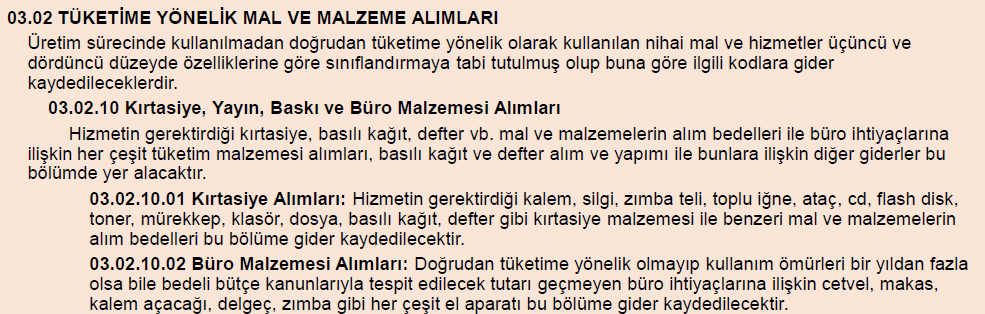 03.02 TÜKETİME YÖNELİK MAL VE MALZEME ALIMLARI
Üretim sürecinde kullanılmadan doğrudan tüketime yönelik olarak kullanılan nihai mal ve hizmetler üçüncü ve
dördüncü düzeyde özelliklerine göre sınıflandırmaya tabi tutulmuş olup buna göre ilgili kodlara gider
kaydedileceklerdir.
03.02.10 Kırtasiye, Yayın, Baskı ve Büro Malzemesi Alımları
Hizmetin gerektirdiği kırtasiye, basılı kağıt, defter vb. mal ve malzemelerin alım bedelleri ile büro ihtiyaçlarına
ilişkin her çeşit tüketim malzemesi alımları, basılı kağıt ve defter alım ve yapımı ile bunlara ilişkin diğer giderler bu
bölümde yer alacaktır.
03.02.10.01 Kırtasiye Alımları: Hizmetin gerektirdiği kalem, silgi, zımba teli, toplu iğne, ataç, cd, flash disk,
toner, mürekkep, klasör, dosya, basılı kağıt, defter gibi kırtasiye malzemesi ile benzeri mal ve malzemelerin
alım bedelleri bu bölüme gider kaydedilecektir.
03.02.10.02 Büro Malzemesi Alımları: Doğrudan tüketime yönelik olmayıp kullanım ömürleri bir yıldan fazla
olsa bile bedeli bütçe kanunlarıyla tespit edilecek tutarı geçmeyen büro ihtiyaçlarına ilişkin cetvel, makas,
kalem açacağı, delgeç, zımba gibi her çeşit el aparatı bu bölüme gider kaydedilecektir.